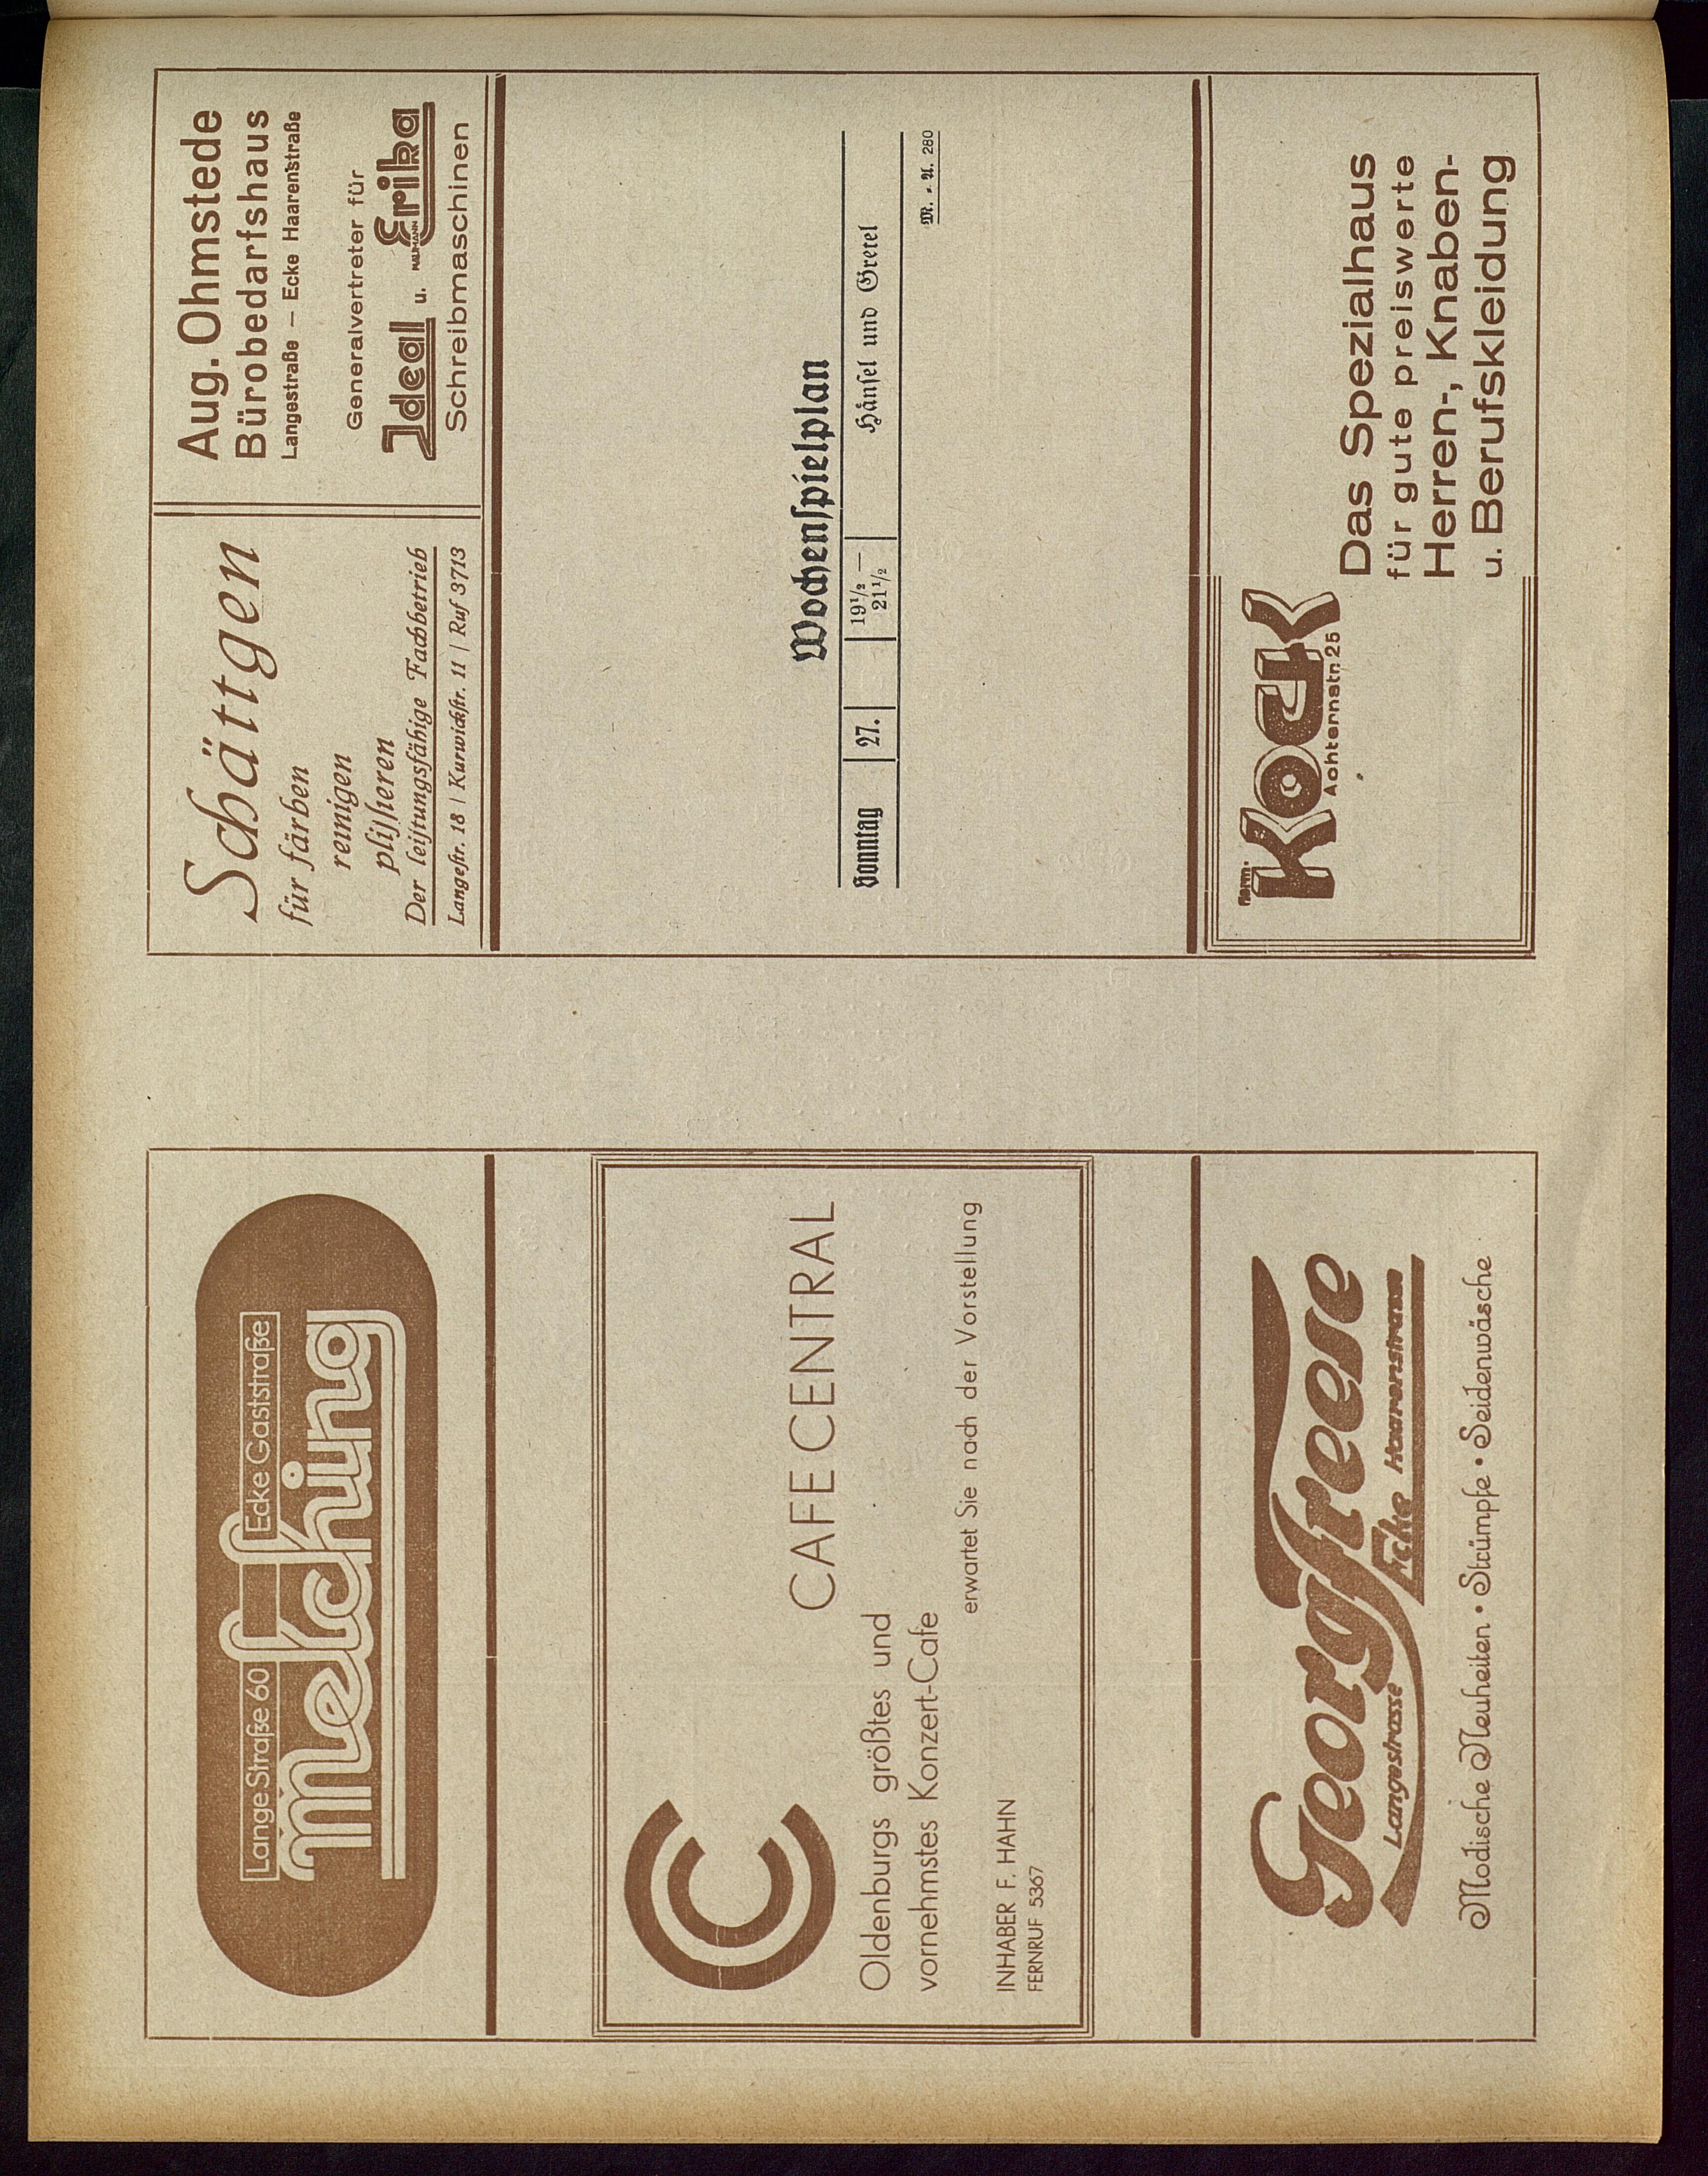 Lange Straße 60
Ecke Gaststraße
Melching
CAFE CENTRAL
Oldenburgs größtes und
vornehmstes Konzert-Cafe
erwartet Sie nach der Vorstellung
INHABER F. HAHN
FERNRUF 5367
Georg Freese
Langestrasse
Ecke Haarenstrasse
Modische Neuheiten • Strümpfe • Seidenwäsche
Schättgen
für färben
reinigen
plissieren
Der leistungsfähige Fachbetrieb
Langestr. 18 | Kurwickstr. 11 | Ruf 3713
Aug. Ohmstede
Bürobedarfshaus
Langestraße – Ecke Haarenstraße
Generalvertreter für
Ideal u. NAUMANN Erika
Schreibmaschinen
Wochenspielplan
Sonntag 27. 19½ — 21½ Hänsel und Gretel
M. - A. 280
Herm.
Kock
Achternstr. 25
Das Spezialhaus
für gute preiswerte
Herren-, Knaben-
u. Berufskleidung